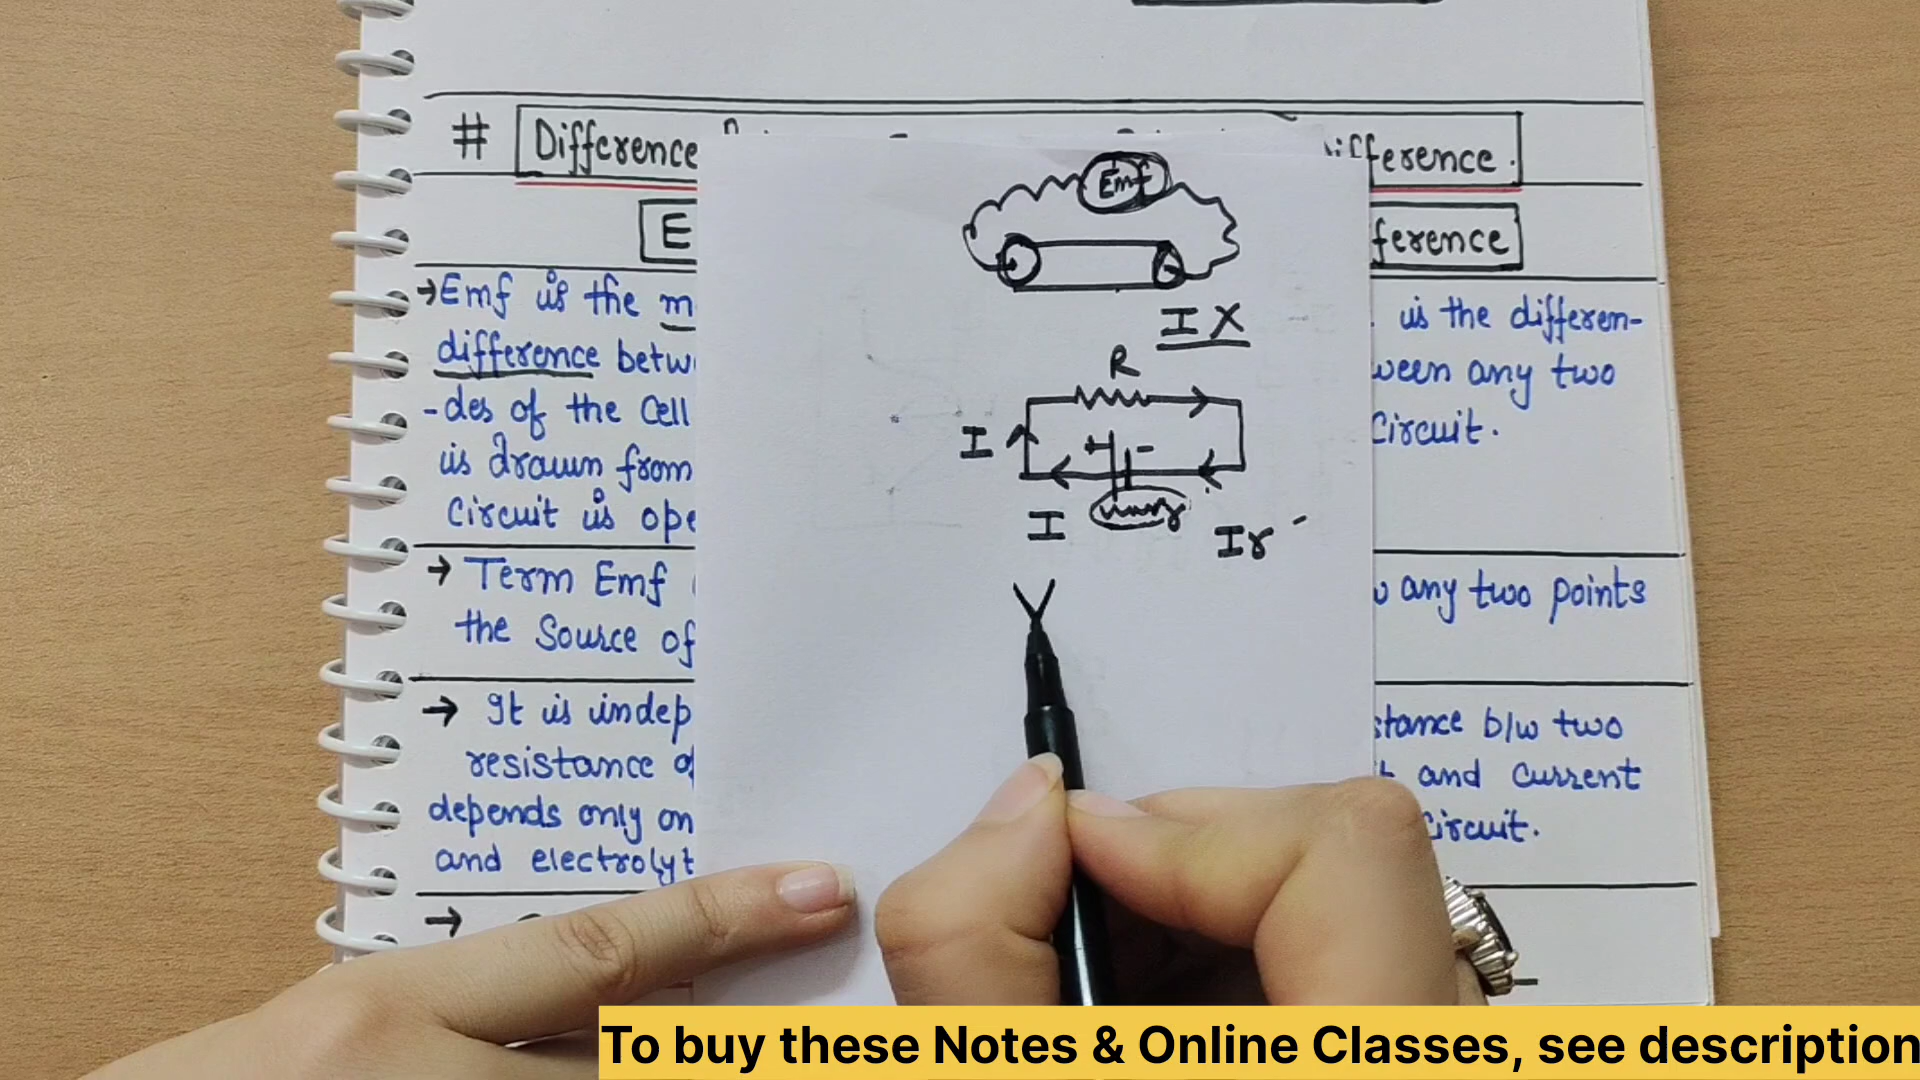 # Difference
ifference.
E
ference
→ Emf is the m
difference betw
-des of the Cell
is drawn from
Circuit is ope
is the differen-
ween any two
Circuit.
→ Term Emf
the Source of
any two points
→ It is indep
resistance of
depends only on
and electrolyt
stance b/w two
and Current
Circuit.
→
Emf
I X
R
I
+ -
I
Ir
To buy these Notes & Online Classes, see description